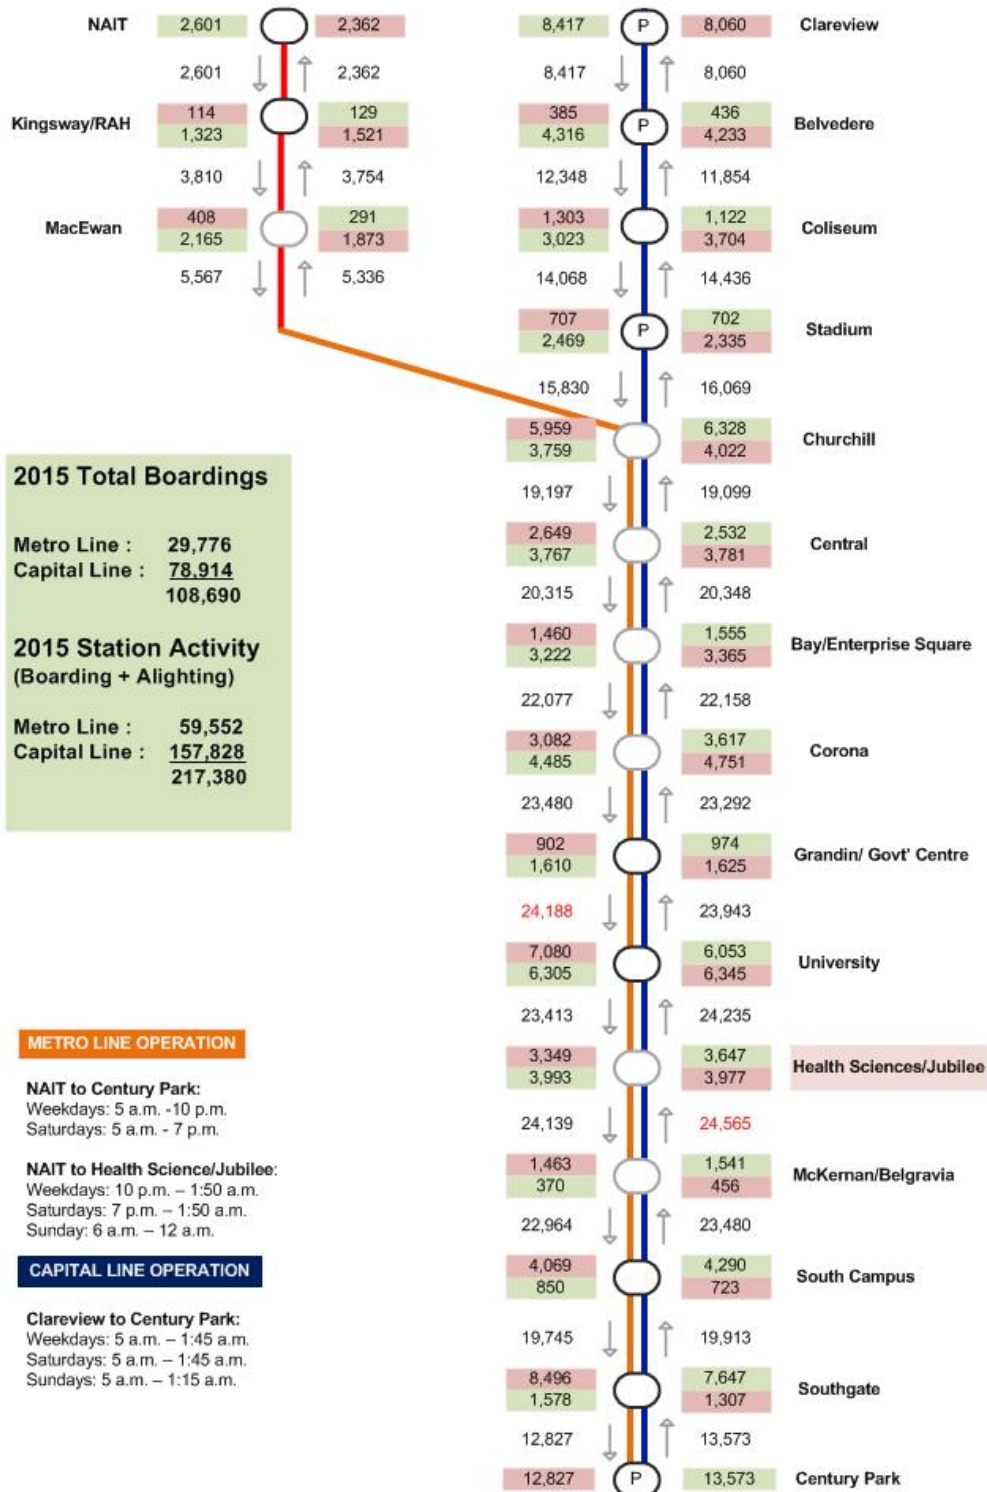 NAIT 2,601 2,362 8,417 P 8,060 Clareview
2,601 2,362 8,417 8,060
Kingsway/RAH 114 129 385 P 436 Belvedere
1,323 1,521 4,316 4,233
3,810 3,754 12,348 11,854
MacEwan 408 291 1,303 1,122 Coliseum
2,165 1,873 3,023 3,704
5,567 5,336 14,068 14,436
707 P 702 Stadium
2,469 2,335
15,830 16,069
5,959 6,328 Churchill
3,759 4,022
2015 Total Boardings
19,197 19,099
Metro Line : 29,776
Capital Line : 78,914
108,690
2,649 2,532 Central
3,767 3,781
20,315 20,348
2015 Station Activity
(Boarding + Alighting)
1,460 1,555 Bay/Enterprise Square
3,222 3,365
Metro Line : 59,552
Capital Line : 157,828
217,380
22,077 22,158
3,082 3,617 Corona
4,485 4,751
23,480 23,292
902 974 Grandin/ Govt' Centre
1,610 1,625
24,188 23,943
7,080 6,053 University
6,305 6,345
23,413 24,235
METRO LINE OPERATION
3,349 3,647 Health Sciences/Jubilee
3,993 3,977
NAIT to Century Park:
Weekdays: 5 a.m. -10 p.m.
Saturdays: 5 a.m. - 7 p.m.
24,139 24,565
NAIT to Health Science/Jubilee:
Weekdays: 10 p.m. – 1:50 a.m.
Saturdays: 7 p.m. – 1:50 a.m.
Sunday: 6 a.m. – 12 a.m.
1,463 1,541 McKernan/Belgravia
370 456
22,964 23,480
CAPITAL LINE OPERATION
4,069 4,290 South Campus
850 723
Clareview to Century Park:
Weekdays: 5 a.m. – 1:45 a.m.
Saturdays: 5 a.m. – 1:45 a.m.
Sundays: 5 a.m. – 1:15 a.m.
19,745 19,913
8,496 7,647 Southgate
1,578 1,307
12,827 13,573
12,827 P 13,573 Century Park